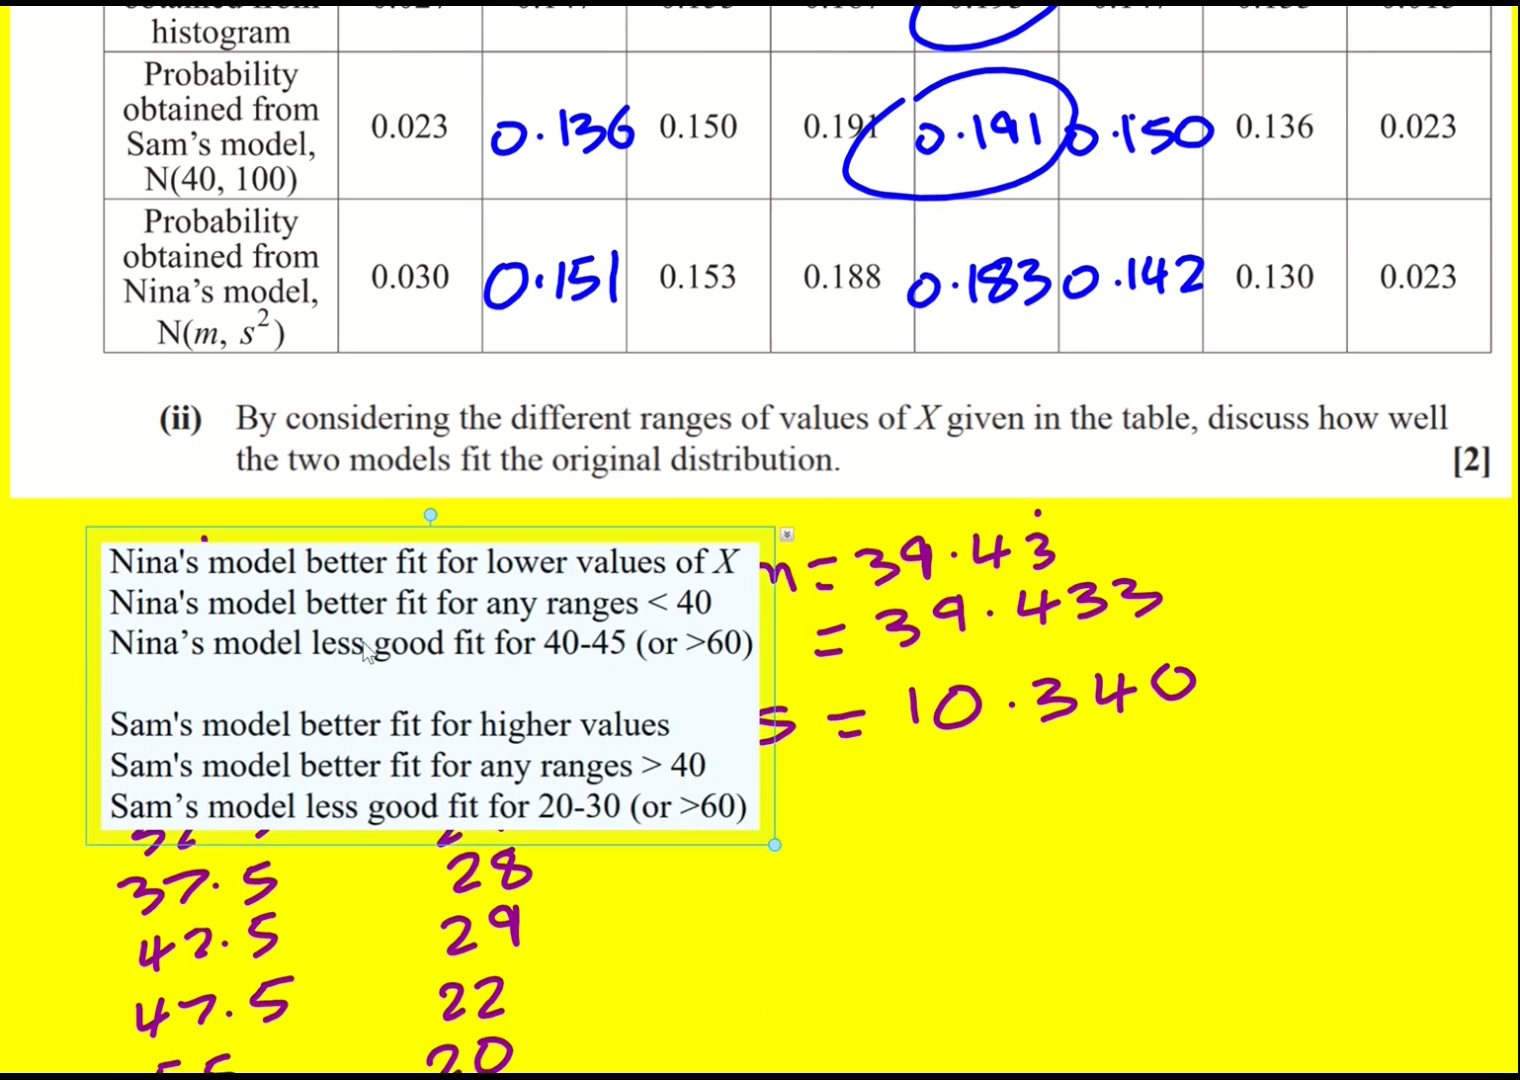 histogram
Probability
obtained from
Sam's model,
N(40, 100)
0.023 0.136 0.150 0.191 0.191 0.150 0.136 0.023
Probability
obtained from
Nina's model,
N(m, s²)
0.030 0.151 0.153 0.188 0.183 0.142 0.130 0.023
(ii) By considering the different ranges of values of X given in the table, discuss how well
the two models fit the original distribution. [2]
Nina's model better fit for lower values of X
Nina's model better fit for any ranges < 40
Nina’s model less good fit for 40-45 (or >60)
Sam's model better fit for higher values
Sam's model better fit for any ranges > 40
Sam’s model less good fit for 20-30 (or >60)
m = 39.43̇
= 39.433
s = 10.340
37.5 28
42.5 29
47.5 22
20